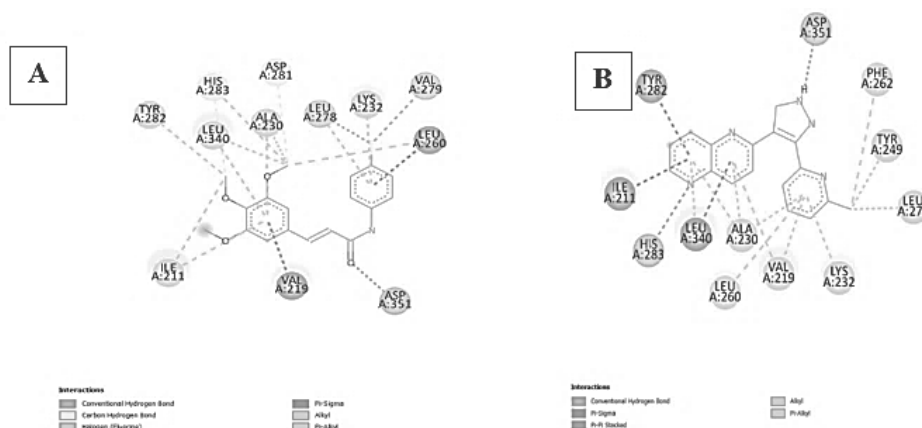 A
ASP
A:281
HIS
A:283
VAL
A:279
LYS
A:232
LEU
A:278
TYR
A:282
ALA
A:230
LEU
A:340
LEU
A:260
ILE
A:211
VAL
A:219
ASP
A:351
Interactions
Conventional Hydrogen Bond
Carbon Hydrogen Bond
Halogen (Fluorine)
Pi-Sigma
Alkyl
Pi-Alkyl
B
ASP
A:351
TYR
A:282
PHE
A:262
H
N
N
N
TYR
A:249
N
ILE
A:211
N
LEU
HIS
A:283
LEU
A:340
ALA
A:230
LEU
A:260
VAL
A:219
LYS
A:232
Interactions
Conventional Hydrogen Bond
Pi-Sigma
Pi-Pi Stacked
Alkyl
Pi-Alkyl